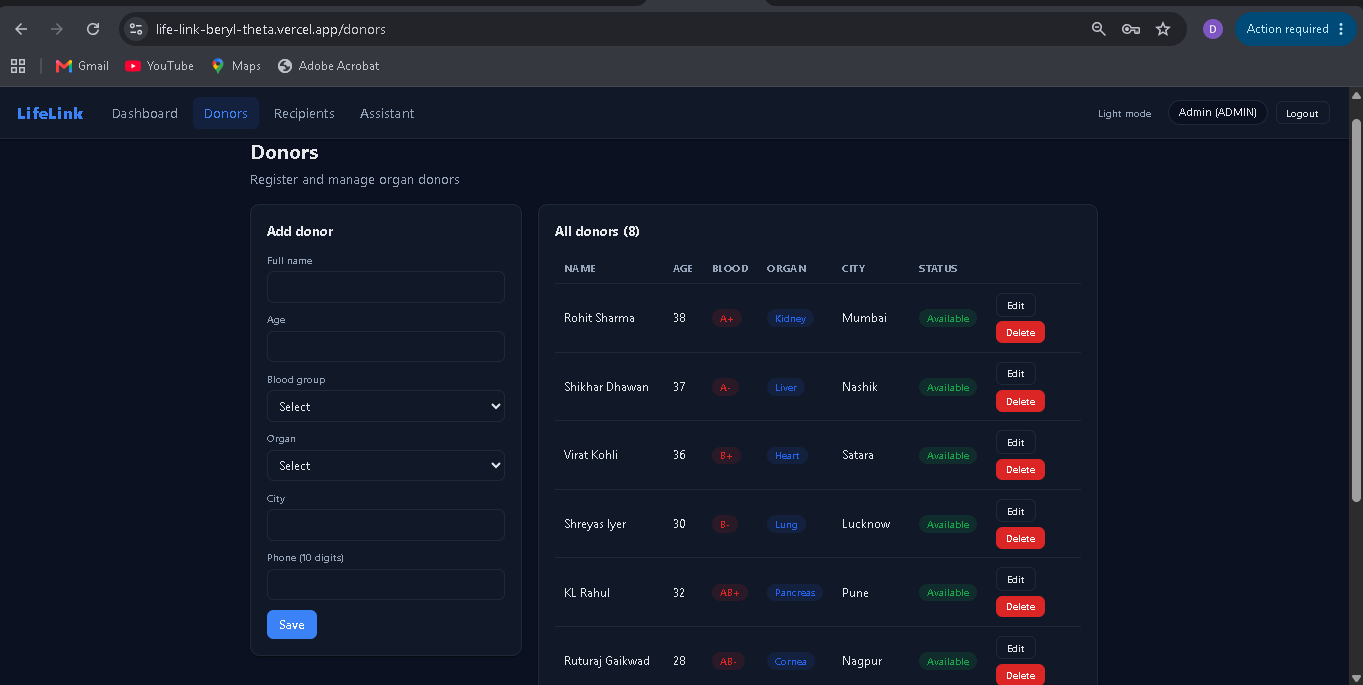 life-link-beryl-theta.vercel.app/donors
D
Action required
Gmail
YouTube
Maps
Adobe Acrobat
LifeLink
Dashboard
Donors
Recipients
Assistant
Light mode
Admin (ADMIN)
Logout
Donors
Register and manage organ donors
Add donor
Full name
Age
Blood group
Select
Organ
Select
City
Phone (10 digits)
Save
All donors (8)
NAME AGE BLOOD ORGAN CITY STATUS
Rohit Sharma 38 A+ Kidney Mumbai Available Edit
Delete
Shikhar Dhawan 37 A- Liver Nashik Available Edit
Delete
Virat Kohli 36 B+ Heart Satara Available Edit
Delete
Shreyas Iyer 30 B- Lung Lucknow Available Edit
Delete
KL Rahul 32 AB+ Pancreas Pune Available Edit
Delete
Ruturaj Gaikwad 28 AB- Cornea Nagpur Available Edit
Delete